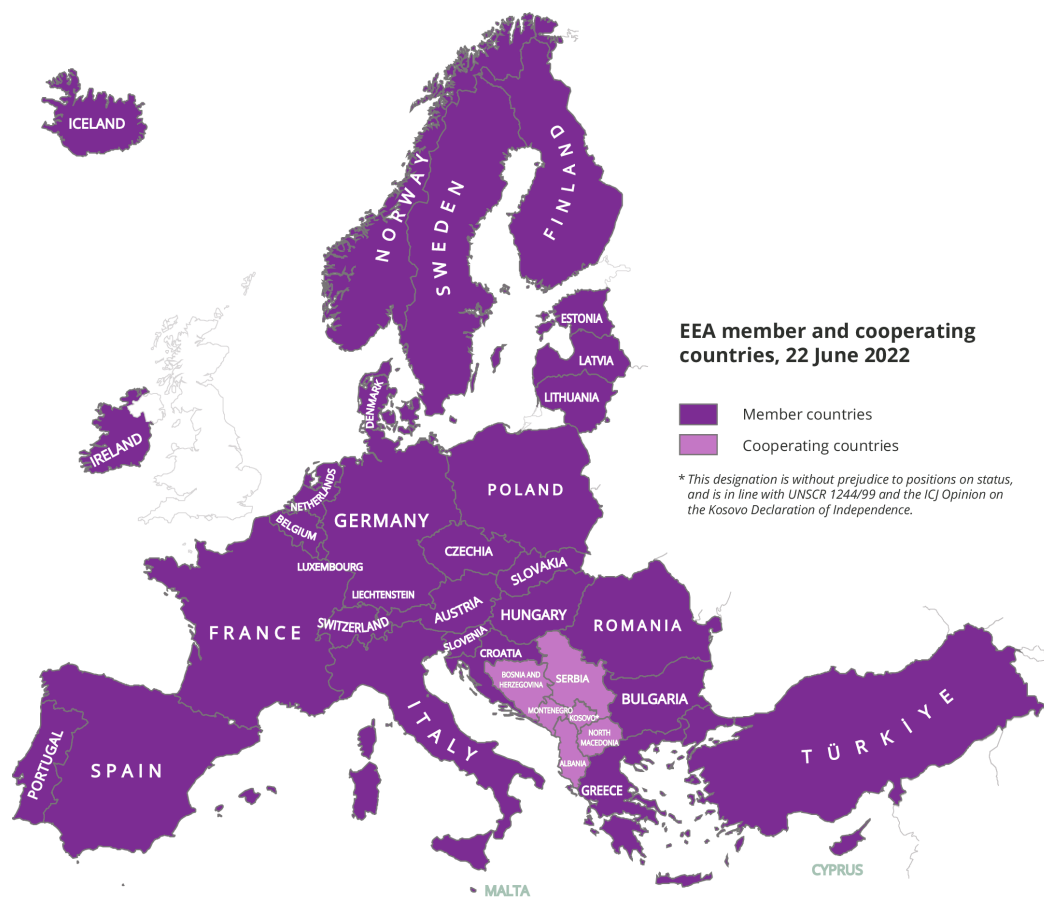 ICELAND
NORWAY
SWEDEN
FINLAND
ESTONIA
LATVIA
LITHUANIA
DENMARK
IRELAND
EEA member and cooperating
countries, 22 June 2022
Member countries
Cooperating countries
* This designation is without prejudice to positions on status,
and is in line with UNSCR 1244/99 and the ICJ Opinion on
the Kosovo Declaration of Independence.
NETHERLANDS
BELGIUM
GERMANY
POLAND
LUXEMBOURG
CZECHIA
SLOVAKIA
LIECHTENSTEIN
AUSTRIA
HUNGARY
SWITZERLAND
FRANCE
SLOVENIA
CROATIA
ROMANIA
BOSNIA AND
HERZEGOVINA
SERBIA
MONTENEGRO
KOSOVO*
BULGARIA
NORTH
MACEDONIA
ALBANIA
ITALY
PORTUGAL
SPAIN
GREECE
TÜRKİYE
CYPRUS
MALTA